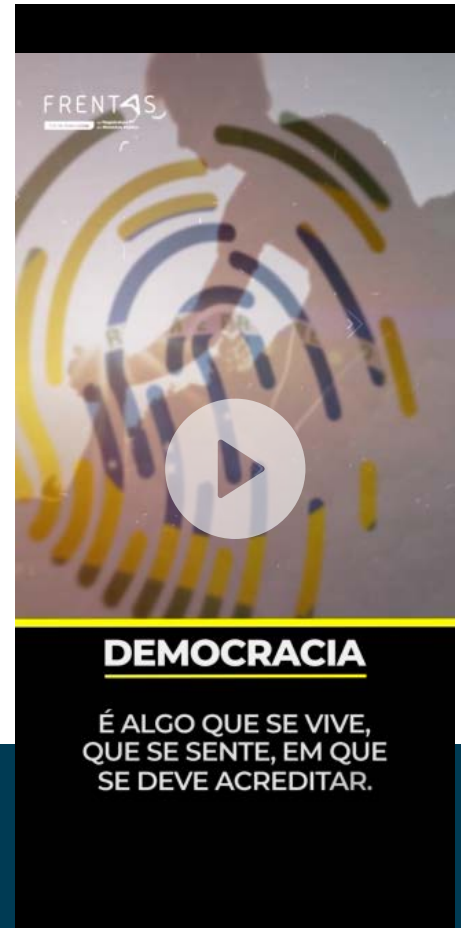 FRENTAS
DEMOCRACIA
É ALGO QUE SE VIVE,
QUE SE SENTE, EM QUE
SE DEVE ACREDITAR.